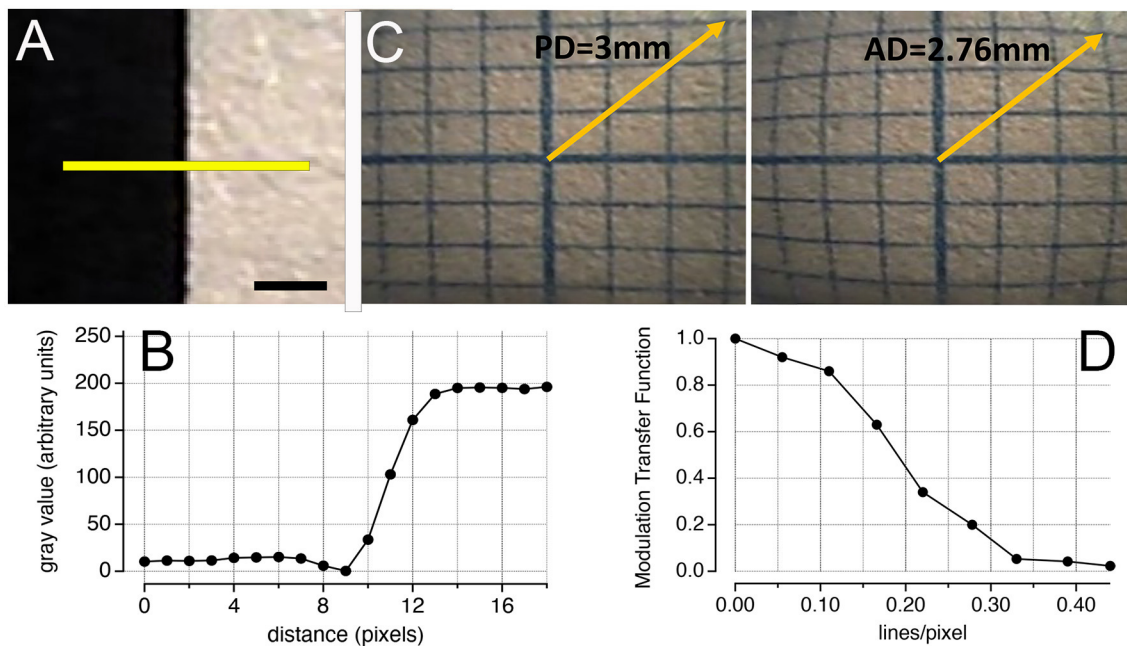 A
C
PD=3mm
AD=2.76mm
B
gray value (arbitrary units)
250
200
150
100
50
0
0 4 8 12 16
distance (pixels)
D
Modulation Transfer Function
1.0
0.8
0.6
0.4
0.2
0.0
0.00 0.10 0.20 0.30 0.40
lines/pixel